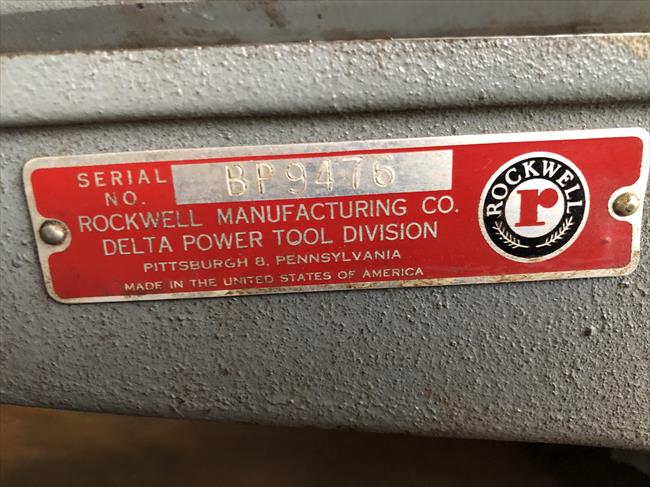 SERIAL NO. BP9476
ROCKWELL MANUFACTURING CO.
DELTA POWER TOOL DIVISION
PITTSBURGH 8, PENNSYLVANIA
MADE IN THE UNITED STATES OF AMERICA
ROCKWELL
r